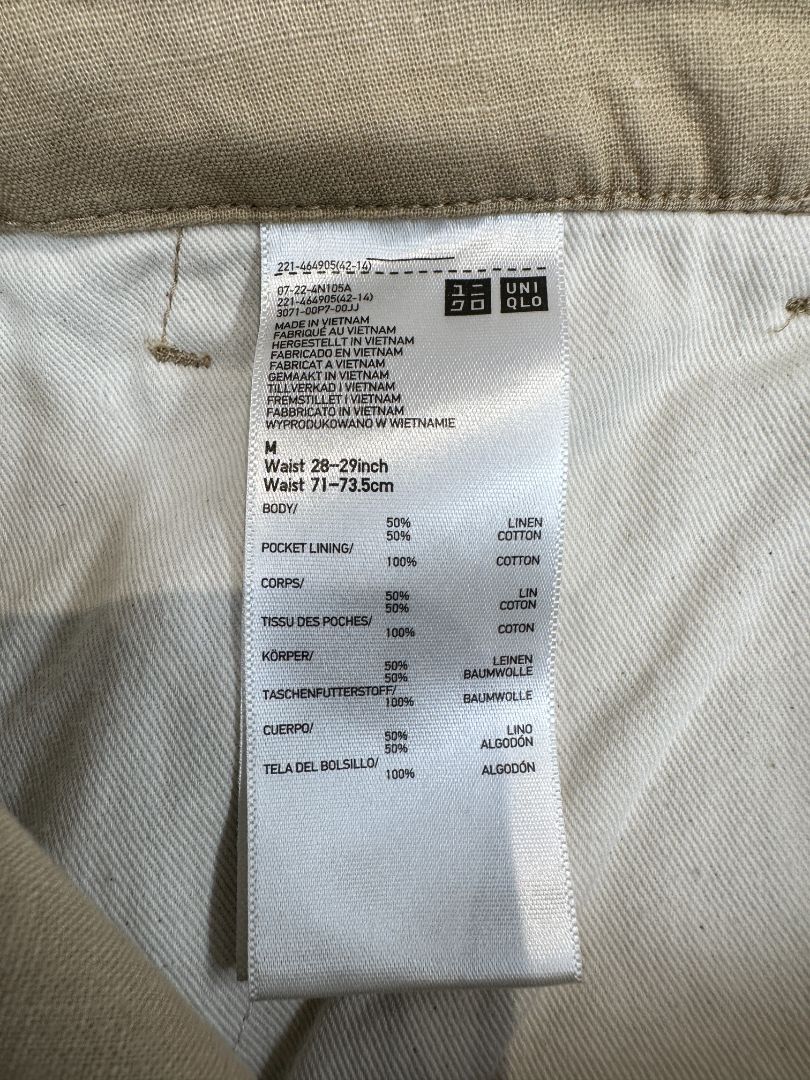 221-464905(42-14)
07-22-4N105A
221-464905(42-14)
3071-00P7-00JJ
ユニ
クロ
UNI
QLO
MADE IN VIETNAM
FABRIQUÉ AU VIETNAM
HERGESTELLT IN VIETNAM
FABRICADO EN VIETNAM
FABRICAT A VIETNAM
GEMAAKT IN VIETNAM
TILLVERKAD I VIETNAM
FREMSTILLET I VIETNAM
FABBRICATO IN VIETNAM
WYPRODUKOWANO W WIETNAMIE
M
Waist 28-29inch
Waist 71-73.5cm
BODY/
50% LINEN
50% COTTON
POCKET LINING/
100% COTTON
CORPS/
50% LIN
50% COTON
TISSU DES POCHES/
100% COTON
KÖRPER/
50% LEINEN
50% BAUMWOLLE
TASCHENFUTTERSTOFF/
100% BAUMWOLLE
CUERPO/
50% LINO
50% ALGODÓN
TELA DEL BOLSILLO/
100% ALGODÓN